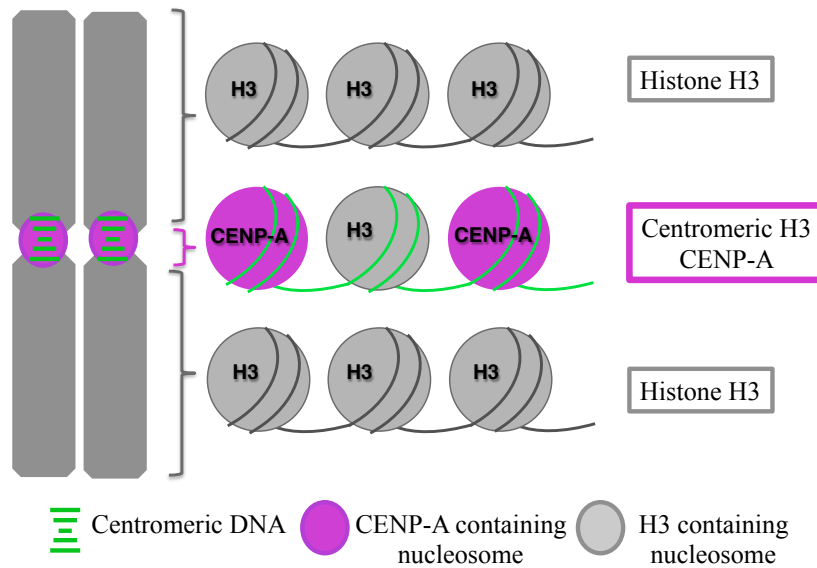 H3 H3 H3
Histone H3
CENP-A H3 CENP-A
Centromeric H3
CENP-A
H3 H3 H3
Histone H3
Centromeric DNA
CENP-A containing
nucleosome
H3 containing
nucleosome